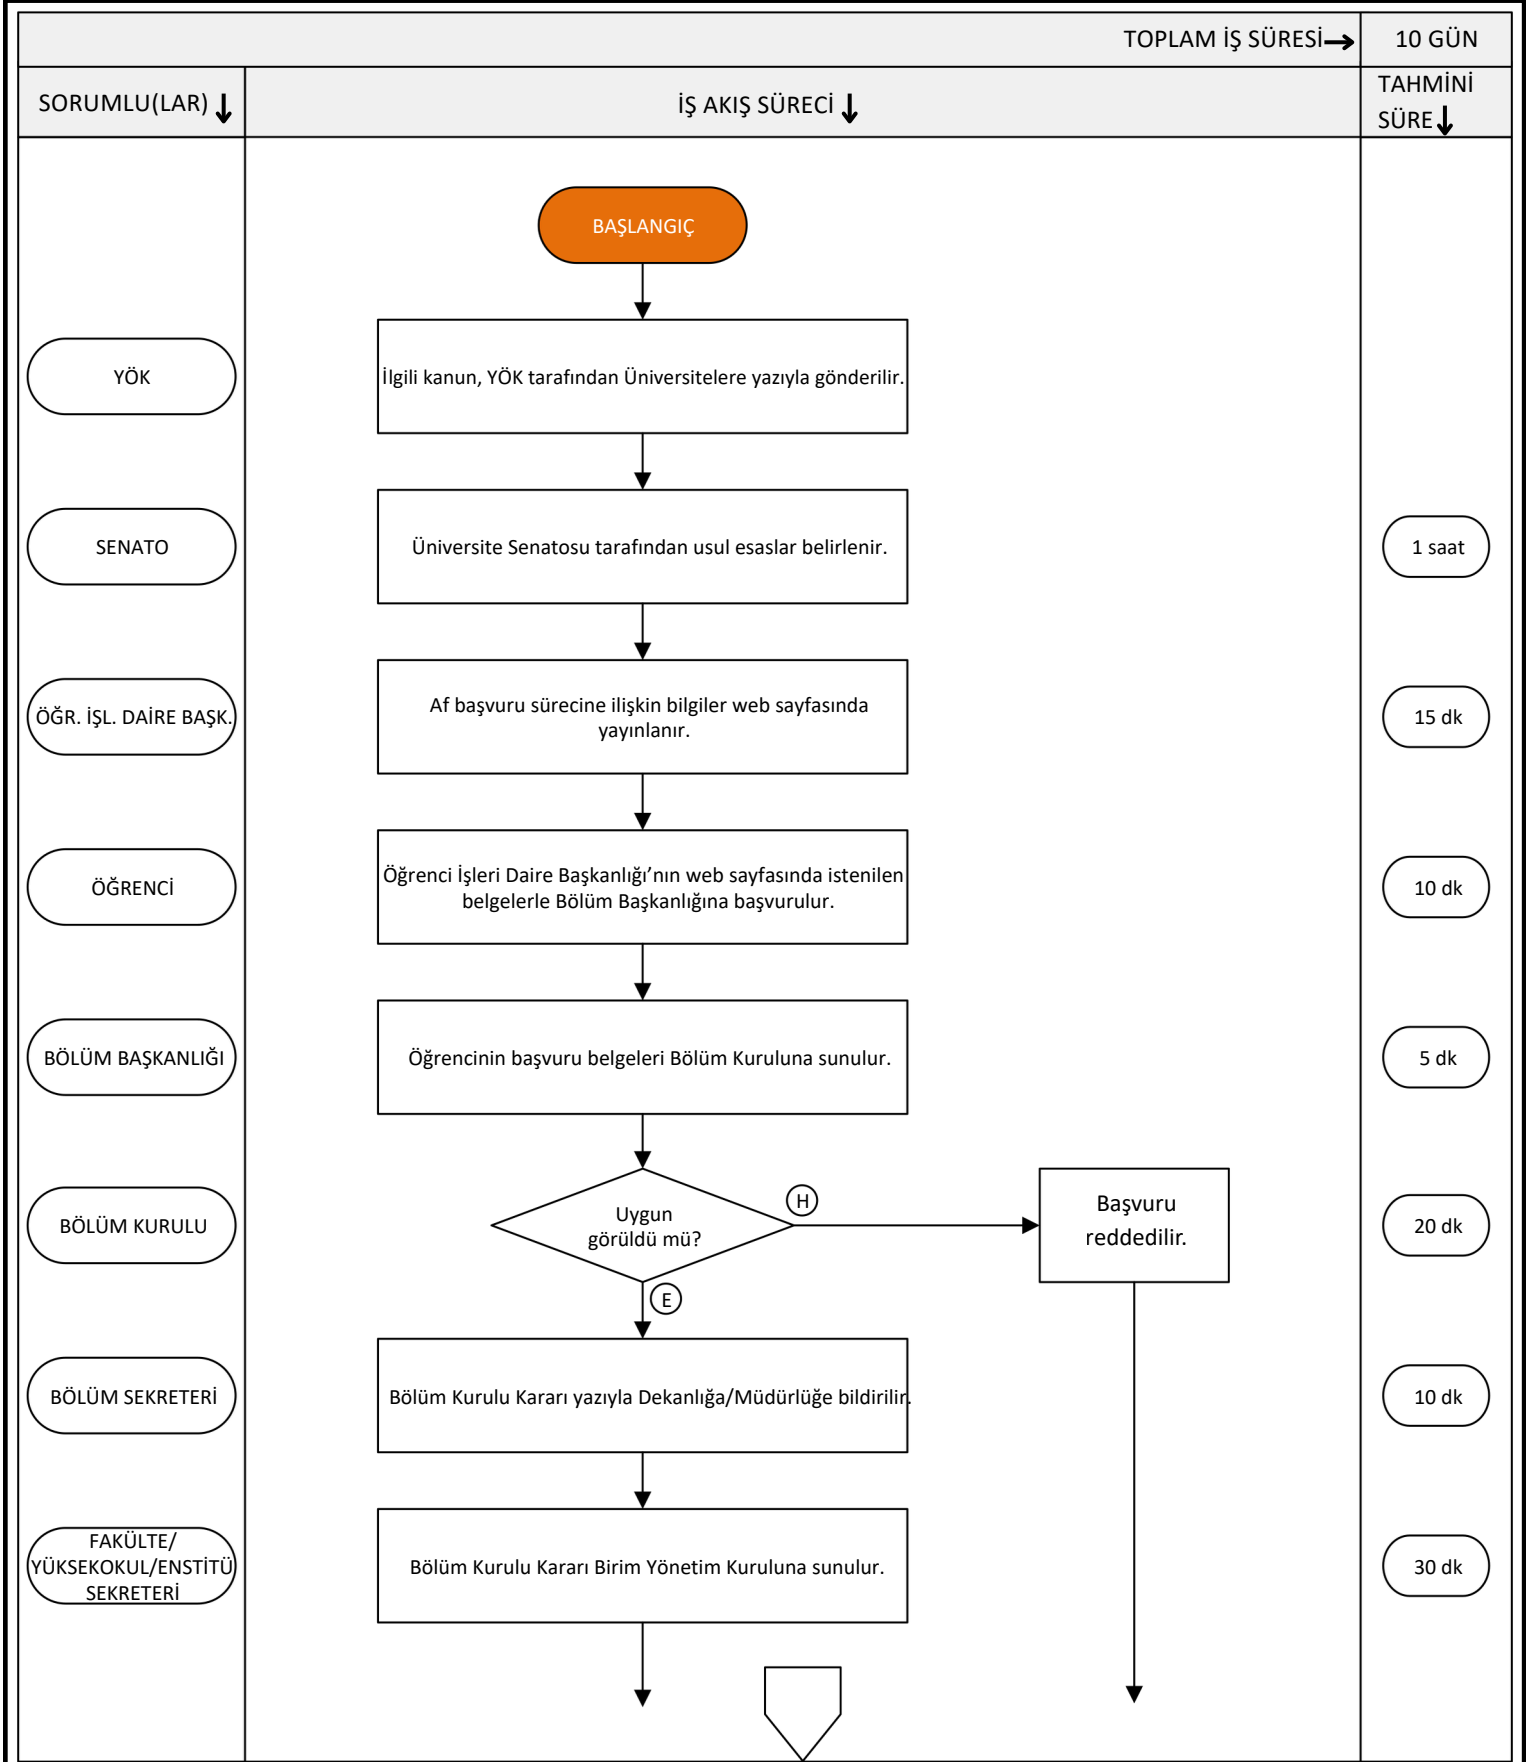 TOPLAM İŞ SÜRESİ→ 10 GÜN
SORUMLU(LAR) ↓ İŞ AKIŞ SÜRECİ ↓ TAHMİNİ
SÜRE↓
BAŞLANGIÇ
YÖK
İlgili kanun, YÖK tarafından Üniversitelere yazıyla gönderilir.
SENATO
Üniversite Senatosu tarafından usul esaslar belirlenir.
1 saat
ÖĞR. İŞL. DAİRE BAŞK.
Af başvuru sürecine ilişkin bilgiler web sayfasında
yayınlanır.
15 dk
ÖĞRENCİ
Öğrenci İşleri Daire Başkanlığı’nın web sayfasında istenilen
belgelerle Bölüm Başkanlığına başvurulur.
10 dk
BÖLÜM BAŞKANLIĞI
Öğrencinin başvuru belgeleri Bölüm Kuruluna sunulur.
5 dk
BÖLÜM KURULU
Uygun
görüldü mü?
H
Başvuru
reddedilir.
20 dk
E
BÖLÜM SEKRETERİ
Bölüm Kurulu Kararı yazıyla Dekanlığa/Müdürlüğe bildirilir.
10 dk
FAKÜLTE/
YÜKSEKOKUL/ENSTİTÜ
SEKRETERİ
Bölüm Kurulu Kararı Birim Yönetim Kuruluna sunulur.
30 dk